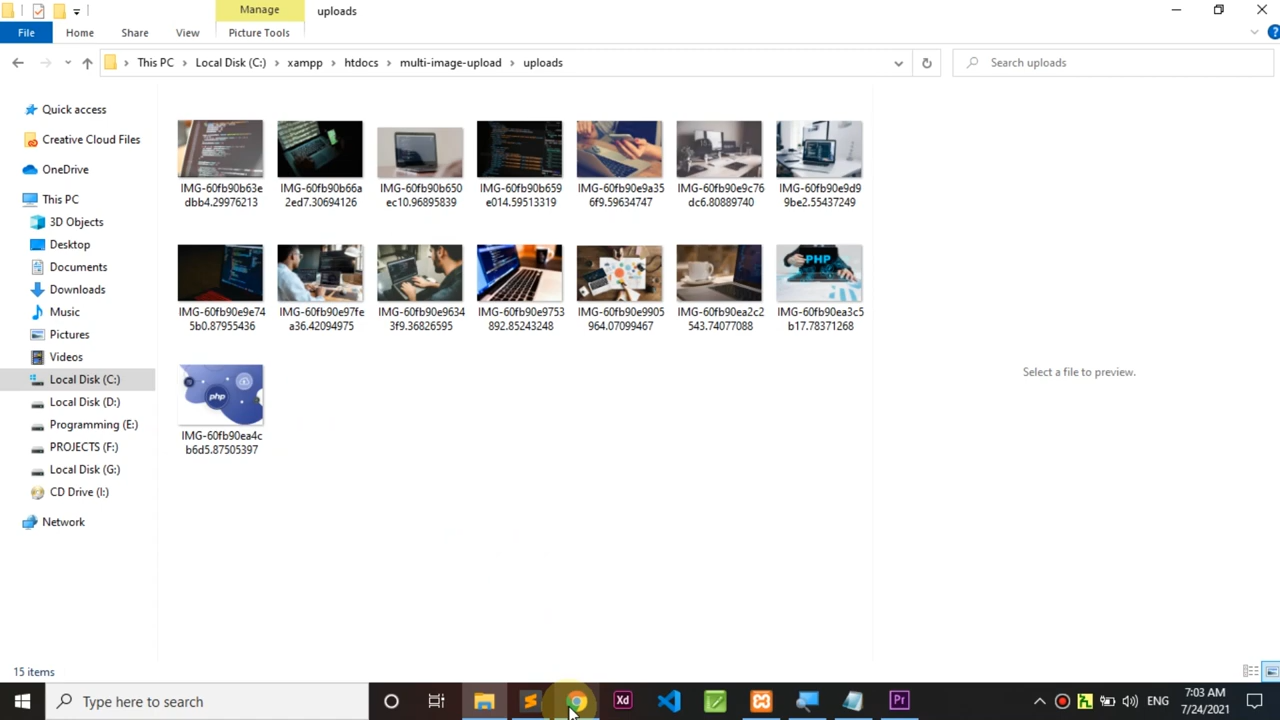 Manage
uploads
File
Home
Share
View
Picture Tools
This PC
Local Disk (C:)
xampp
htdocs
multi-image-upload
uploads
Search uploads
Quick access
Creative Cloud Files
OneDrive
This PC
3D Objects
Desktop
Documents
Downloads
Music
Pictures
Videos
Local Disk (C:)
Local Disk (D:)
Programming (E:)
PROJECTS (F:)
Local Disk (G:)
CD Drive (I:)
Network
IMG-60fb90b63e
dbb4.29976213
IMG-60fb90b66a
2ed7.30694126
IMG-60fb90b650
ec10.96895839
IMG-60fb90b659
e014.59513319
IMG-60fb90e9a35
6f9.59634747
IMG-60fb90e9c76
dc6.80889740
IMG-60fb90e9d9
9be2.55437249
IMG-60fb90e9e74
5b0.87955436
IMG-60fb90e97fe
a36.42094975
IMG-60fb90e9634
3f9.36826595
IMG-60fb90e9753
892.85243248
IMG-60fb90e9905
964.07099467
IMG-60fb90ea2c2
543.74077088
PHP
IMG-60fb90ea3c5
b17.78371268
php
IMG-60fb90ea4c
b6d5.87505397
Select a file to preview.
15 items
Type here to search
Xd
Pr
ENG
7:03 AM
7/24/2021